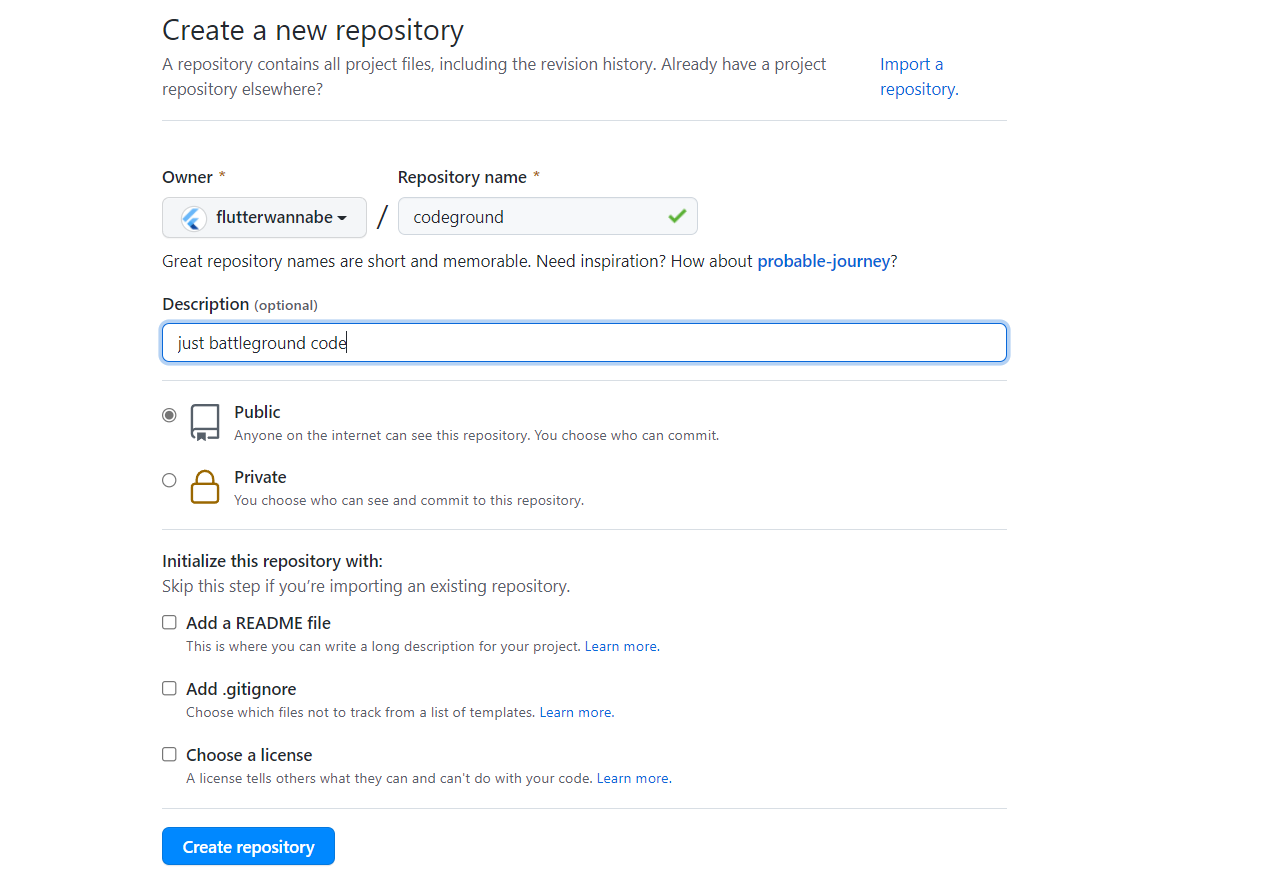 Create a new repository
A repository contains all project files, including the revision history. Already have a project
repository elsewhere?
Import a
repository.
Owner *
Repository name *
flutterwannabe
/
codeground
Great repository names are short and memorable. Need inspiration? How about probable-journey?
Description (optional)
just battleground code
Public
Anyone on the internet can see this repository. You choose who can commit.
Private
You choose who can see and commit to this repository.
Initialize this repository with:
Skip this step if you’re importing an existing repository.
Add a README file
This is where you can write a long description for your project. Learn more.
Add .gitignore
Choose which files not to track from a list of templates. Learn more.
Choose a license
A license tells others what they can and can't do with your code. Learn more.
Create repository